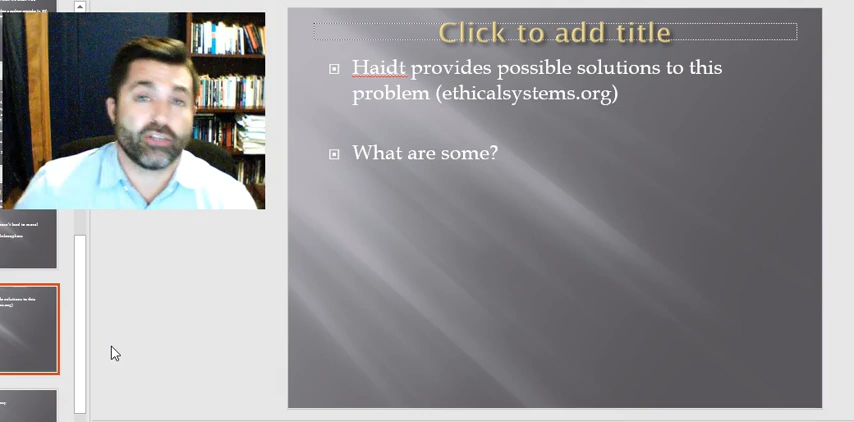 Click to add title
Haidt provides possible solutions to this
problem (ethicalsystems.org)
What are some?